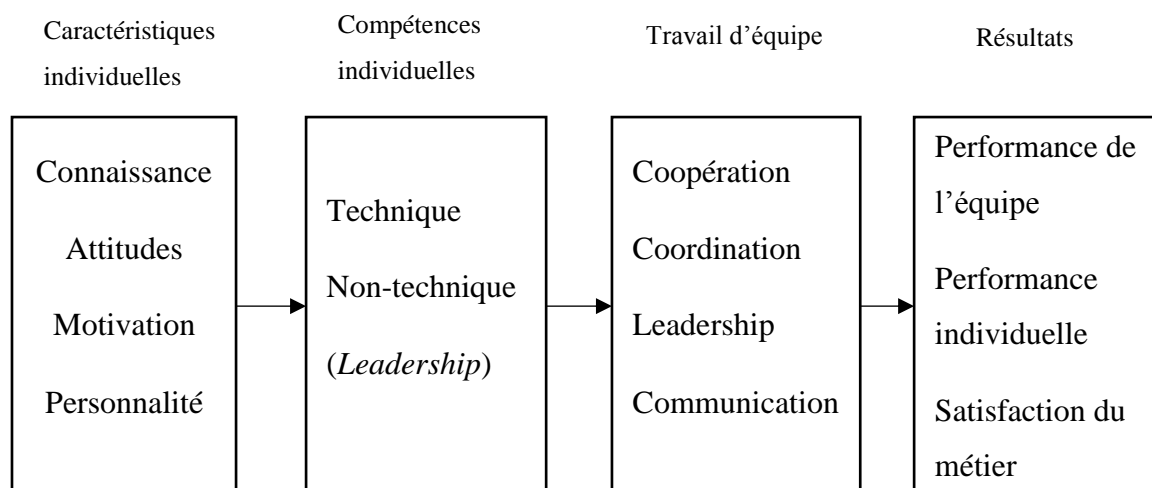 Caractéristiques
individuelles
Compétences
individuelles
Travail d’équipe
Résultats
Connaissance
Attitudes
Motivation
Personnalité
Technique
Non-technique
(Leadership)
Coopération
Coordination
Leadership
Communication
Performance de
l’équipe
Performance
individuelle
Satisfaction du
métier